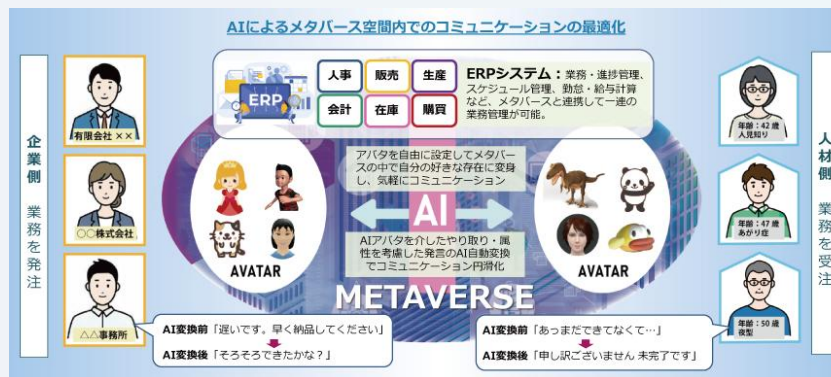 AIによるメタバース空間内でのコミュニケーションの最適化
企業側 業務を発注
有限会社 ××
〇〇株式会社
△△事務所
ERP
人事
販売
生産
会計
在庫
購買
ERPシステム：業務・進捗管理、
スケジュール管理、勤怠・給与計算
など、メタバースと連携して一連の
業務管理が可能。
アバタを自由に設定してメタバー
スの中で自分の好きな存在に変身
し、気軽にコミュニケーション
AI
AIアバタを介したやり取り・属
性を考慮した発言のAI自動変換
でコミュニケーション円滑化
AVATAR
AVATAR
METAVERSE
年齢：42 歳
人見知り
年齢：47 歳
あがり症
年齢：50 歳
夜型
人材側 業務を受注
AI変換前「遅いです。早く納品してください」
AI変換後「そろそろできたかな？」
AI変換前「あっまだできてなくて…」
AI変換後「申し訳ございません 未完了です」